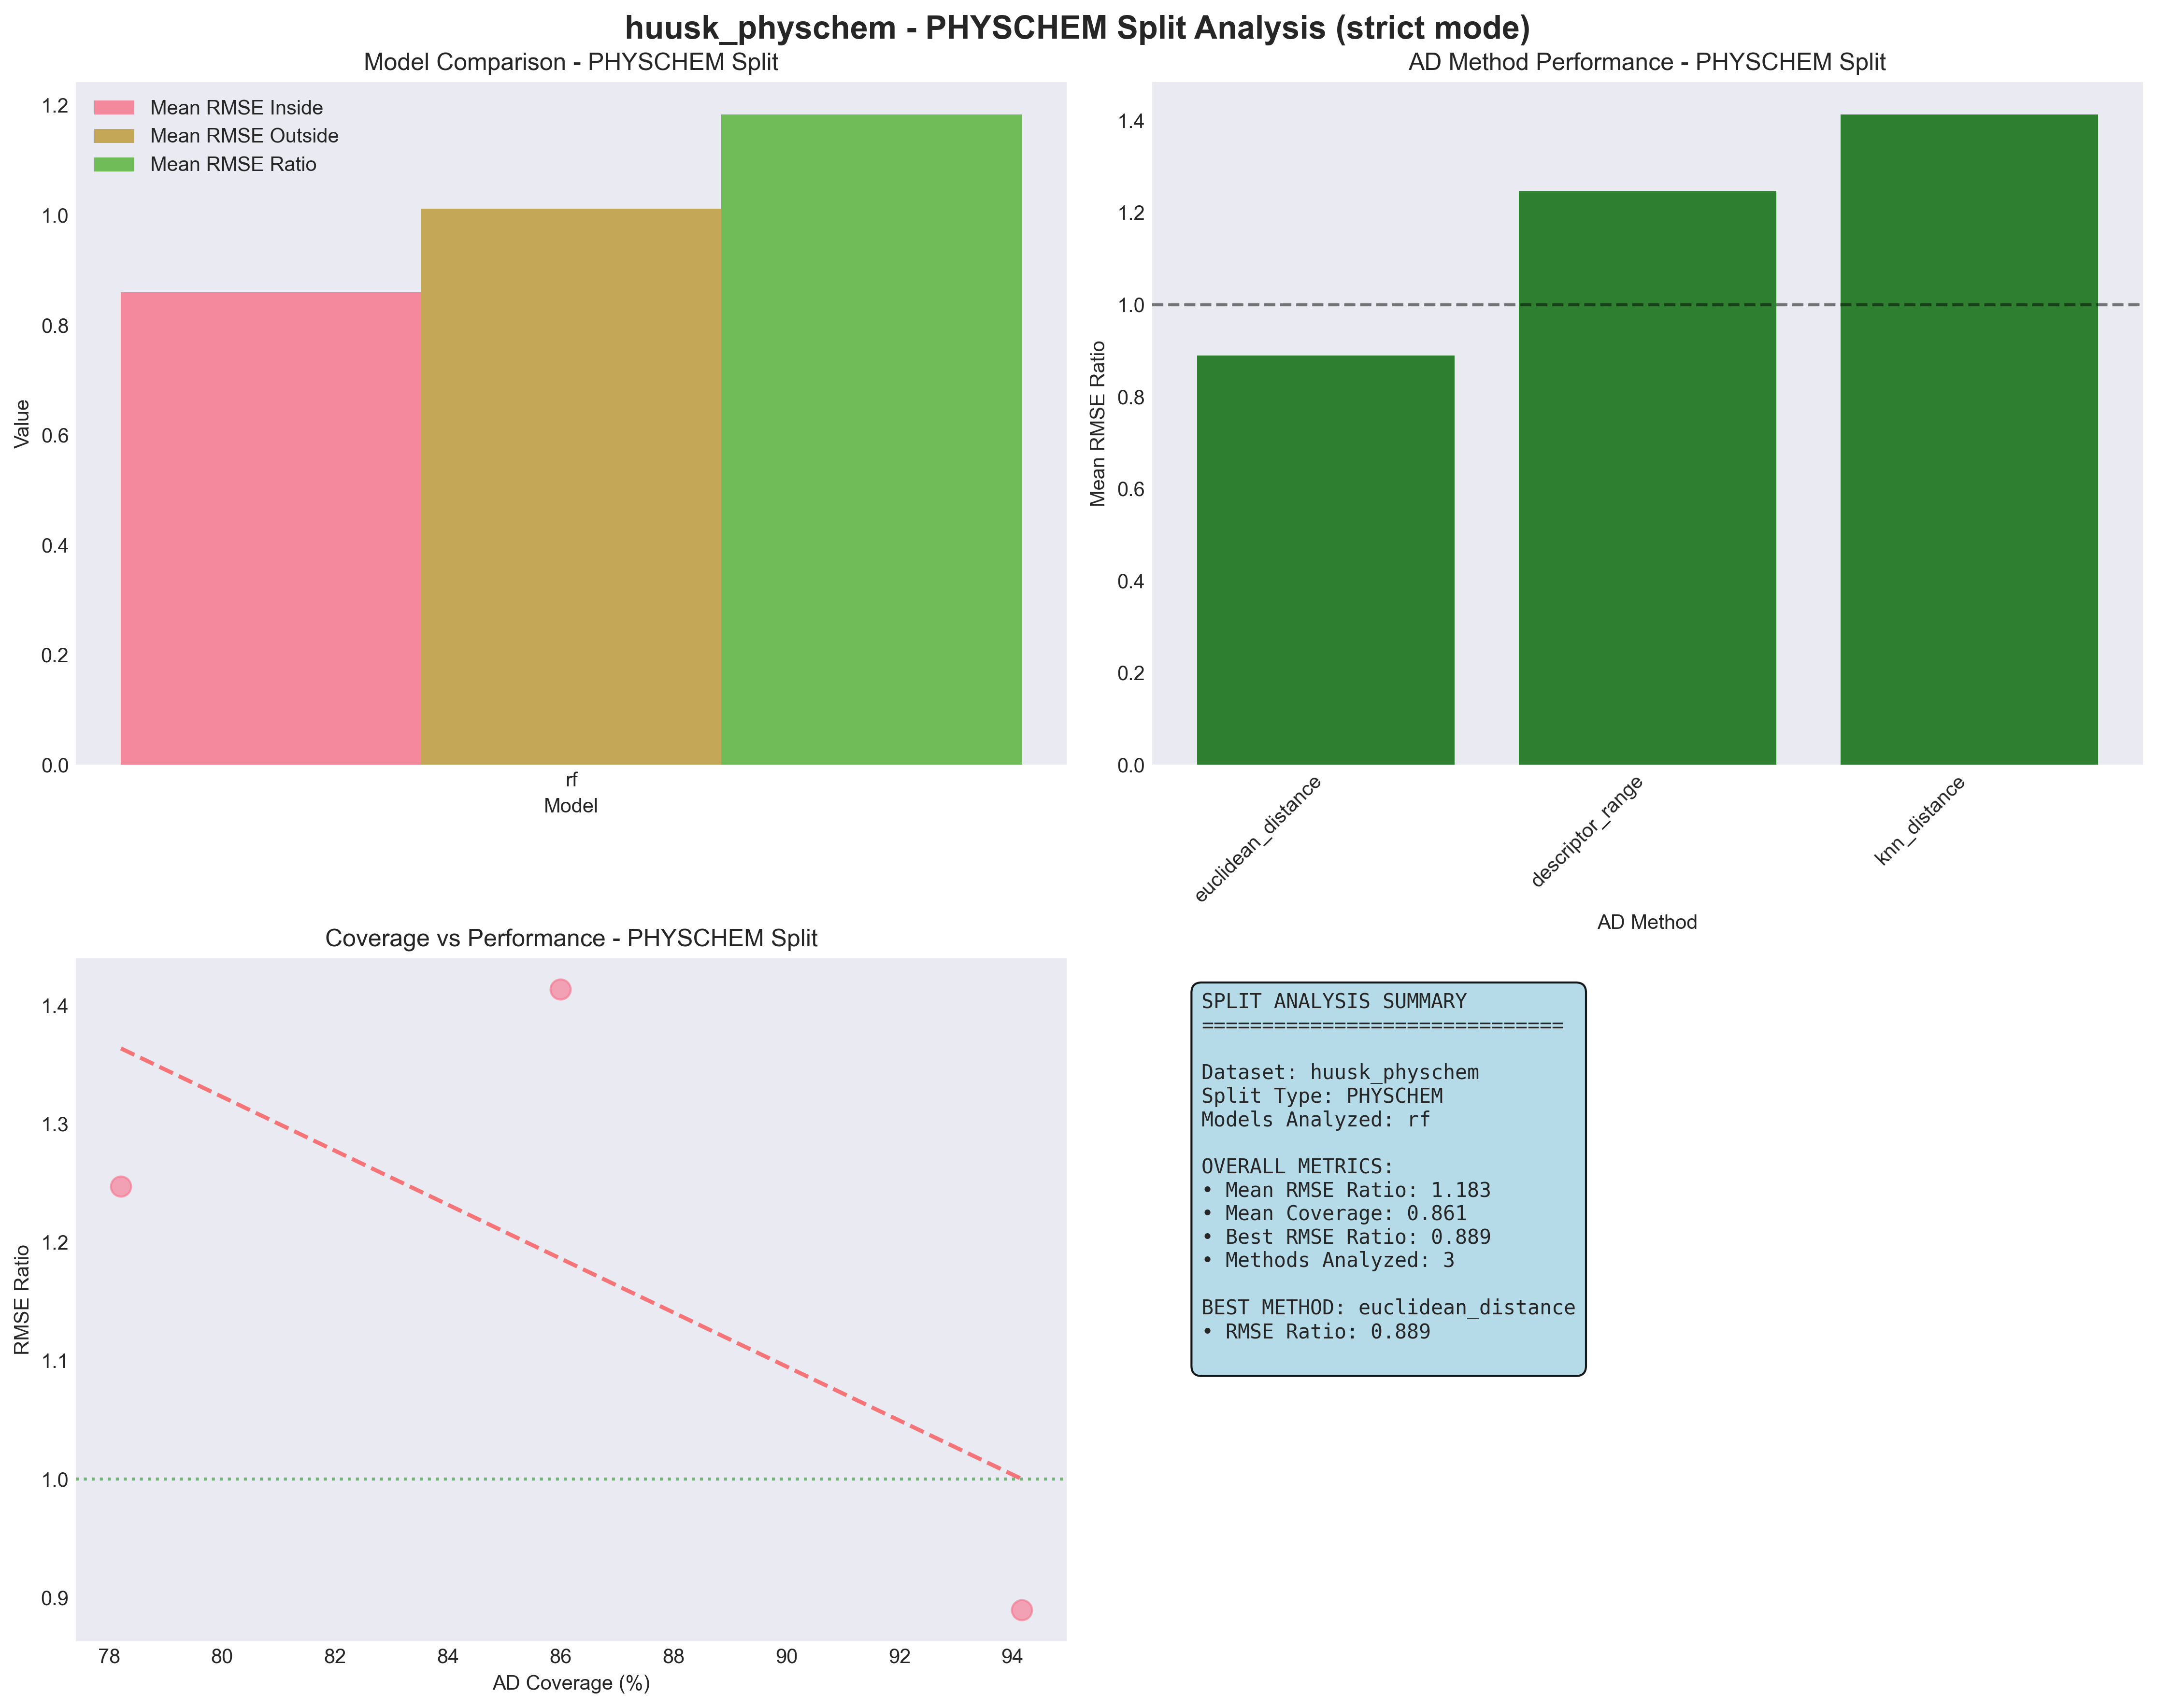 huusk_physchem - PHYSCHEM Split Analysis (strict mode)
Model Comparison - PHYSCHEM Split
Mean RMSE Inside
Mean RMSE Outside
Mean RMSE Ratio
1.2
1.0
0.8
0.6
0.4
0.2
0.0
Value
rf
Model
AD Method Performance - PHYSCHEM Split
1.4
1.2
1.0
0.8
0.6
0.4
0.2
0.0
Mean RMSE Ratio
euclidean_distance
descriptor_range
knn_distance
AD Method
Coverage vs Performance - PHYSCHEM Split
1.4
1.3
1.2
1.1
1.0
0.9
RMSE Ratio
78 80 82 84 86 88 90 92 94
AD Coverage (%)
SPLIT ANALYSIS SUMMARY
==============================
Dataset: huusk_physchem
Split Type: PHYSCHEM
Models Analyzed: rf
OVERALL METRICS:
• Mean RMSE Ratio: 1.183
• Mean Coverage: 0.861
• Best RMSE Ratio: 0.889
• Methods Analyzed: 3
BEST METHOD: euclidean_distance
• RMSE Ratio: 0.889